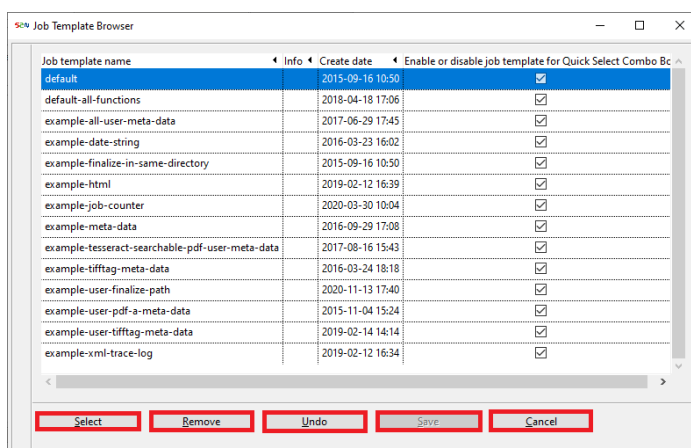 Scan Job Template Browser
Job template name Info Create date Enable or disable job template for Quick Select Combo Bo
default 2015-09-16 10:50
default-all-functions 2018-04-18 17:06
example-all-user-meta-data 2017-06-29 17:45
example-date-string 2016-03-23 16:02
example-finalize-in-same-directory 2015-09-16 10:50
example-html 2019-02-12 16:39
example-job-counter 2020-03-30 10:04
example-meta-data 2016-09-29 17:08
example-tesseract-searchable-pdf-user-meta-data 2017-08-16 15:43
example-tifftag-meta-data 2016-03-24 18:18
example-user-finalize-path 2020-11-13 17:40
example-user-pdf-a-meta-data 2015-11-04 15:24
example-user-tifftag-meta-data 2019-02-14 14:14
example-xml-trace-log 2019-02-12 16:34
Select Remove Undo Save Cancel